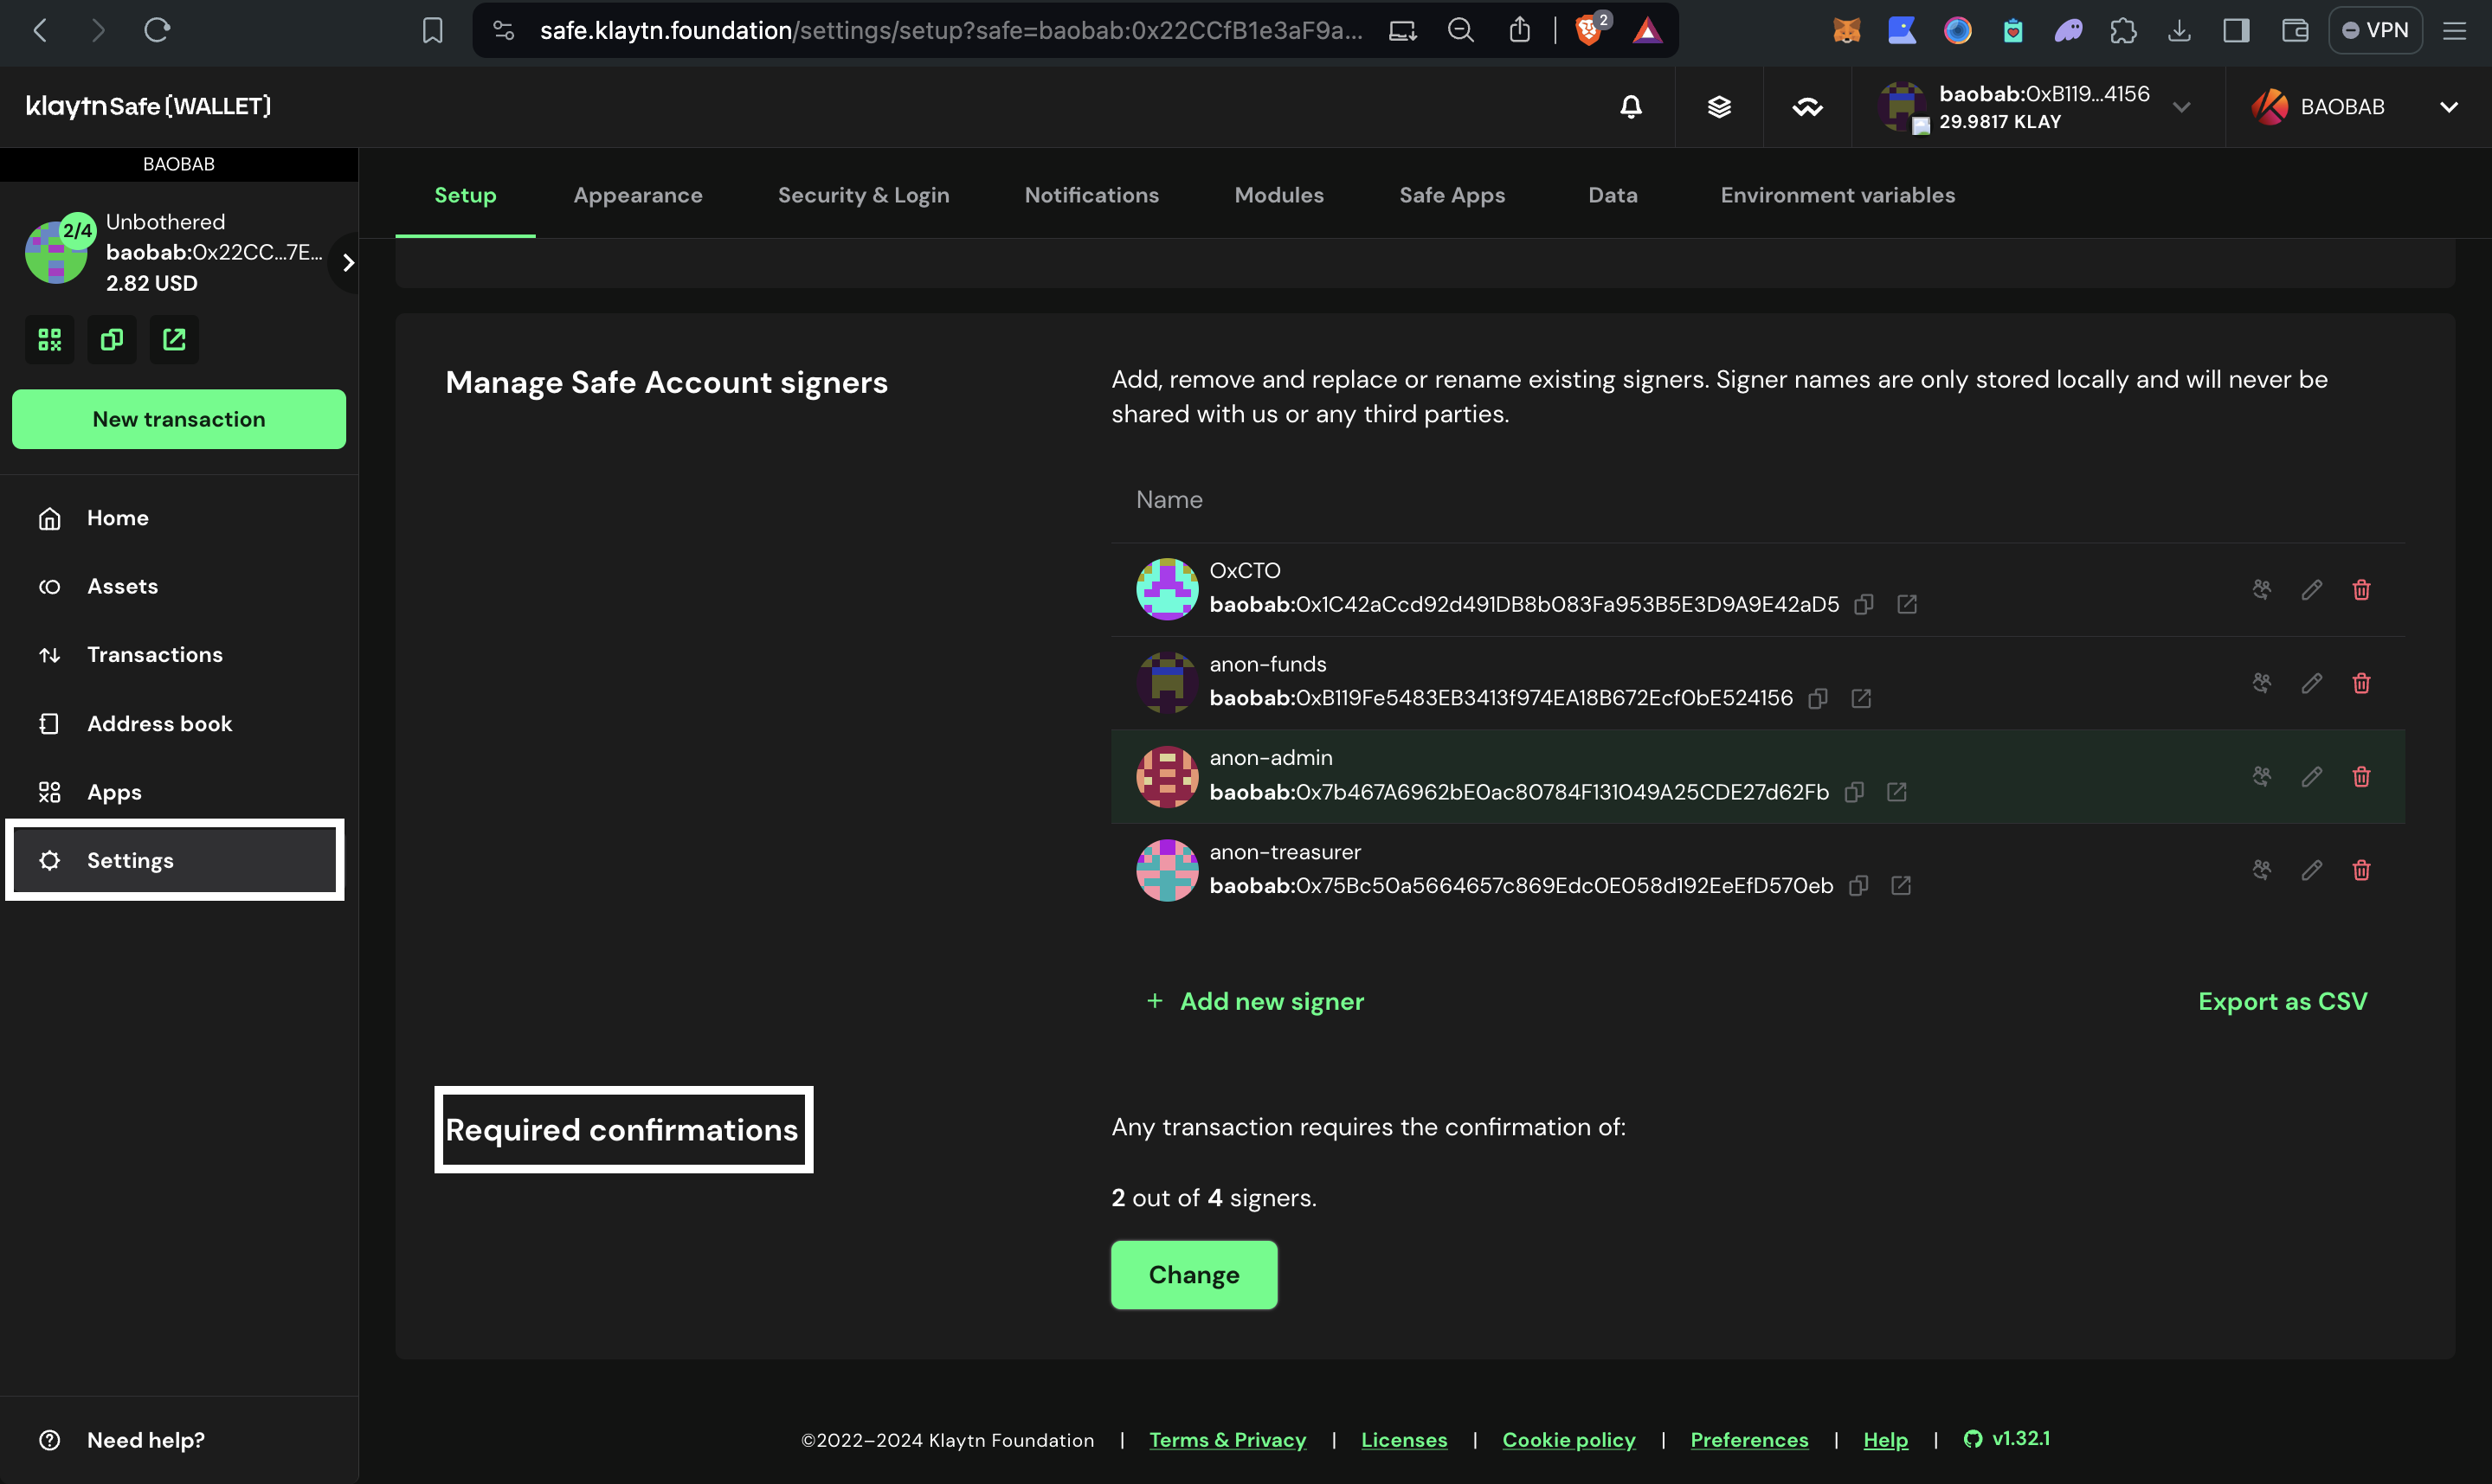 safe.klaytn.foundation/settings/setup?safe=baobab:0x22CCfB1e3aF9a...
2
VPN
klaytn Safe [WALLET]
baobab:0xB119...4156
29.9817 KLAY
BAOBAB
BAOBAB
2/4
Unbothered
baobab:0x22CC...7E...
2.82 USD
New transaction
Home
Assets
Transactions
Address book
Apps
Settings
Need help?
Setup
Appearance
Security & Login
Notifications
Modules
Safe Apps
Data
Environment variables
Manage Safe Account signers
Add, remove and replace or rename existing signers. Signer names are only stored locally and will never be
shared with us or any third parties.
Name
OxCTO
baobab:0x1C42aCcd92d491DB8b083Fa953B5E3D9A9E42aD5
anon-funds
baobab:0xB119Fe5483EB3413f974EA18B672Ecf0bE524156
anon-admin
baobab:0x7b467A6962bE0ac80784F131049A25CDE27d62Fb
anon-treasurer
baobab:0x75Bc50a5664657c869Edc0E058d192EeEfD570eb
+ Add new signer
Export as CSV
Required confirmations
Any transaction requires the confirmation of:
2 out of 4 signers.
Change
©2022–2024 Klaytn Foundation | Terms & Privacy | Licenses | Cookie policy | Preferences | Help | v1.32.1